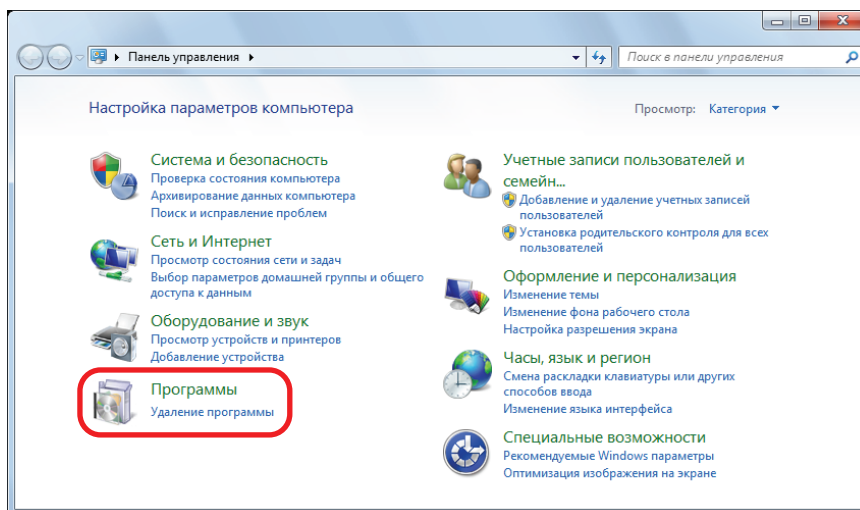 Панель управления
Поиск в панели управления
Настройка параметров компьютера
Просмотр: Категория
Система и безопасность
Проверка состояния компьютера
Архивирование данных компьютера
Поиск и исправление проблем
Сеть и Интернет
Просмотр состояния сети и задач
Выбор параметров домашней группы и общего
доступа к данным
Оборудование и звук
Просмотр устройств и принтеров
Добавление устройства
Программы
Удаление программы
Учетные записи пользователей и
семейн...
Добавление и удаление учетных записей
пользователей
Установка родительского контроля для всех
пользователей
Оформление и персонализация
Изменение темы
Изменение фона рабочего стола
Настройка разрешения экрана
Часы, язык и регион
Смена раскладки клавиатуры или других
способов ввода
Изменение языка интерфейса
Специальные возможности
Рекомендуемые Windows параметры
Оптимизация изображения на экране